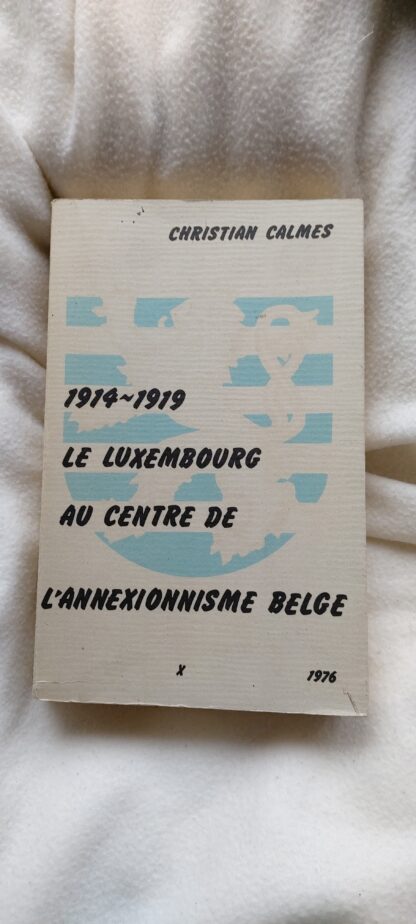 CHRISTIAN CALMES
1914~1919
LE LUXEMBOURG
AU CENTRE DE
L'ANNEXIONNISME BELGE
X
1976